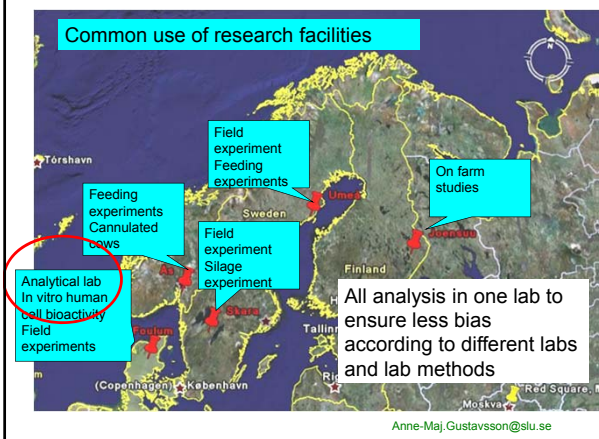 Common use of research facilities
Tórshavn
Field
experiment
Feeding
experiments
Umeå
On farm
studies
Joensuu
Feeding
experiments
Cannulated
cows
Sweden
Field
experiment
Silage
experiment
Finland
Ås
Analytical lab
In vitro human
cell bioactivity
Field
experiments
Skara
Foulum
H
Tallinn
All analysis in one lab to
ensure less bias
according to different labs
and lab methods
m
(Copenhagen)
København
Rig
Red Square, M
Moskva
Anne-Maj.Gustavsson@slu.se